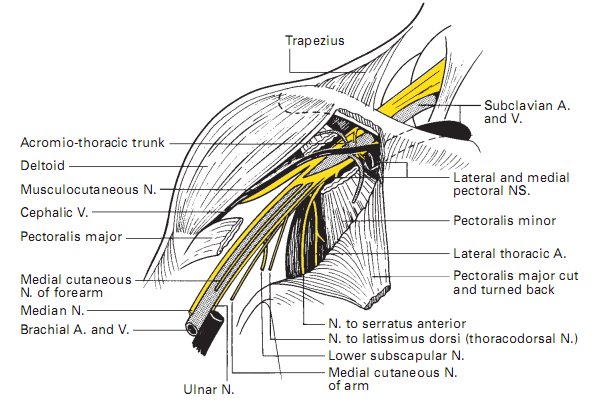 Trapezius
Subclavian A.
and V.
Acromio-thoracic trunk
Deltoid
Musculocutaneous N.
Cephalic V.
Pectoralis major
Medial cutaneous
N. of forearm
Median N.
Brachial A. and V.
Lateral and medial
pectoral NS.
Pectoralis minor
Lateral thoracic A.
Pectoralis major cut
and turned back
N. to serratus anterior
N. to latissimus dorsi (thoracodorsal N.)
Lower subscapular N.
Medial cutaneous N.
of arm
Ulnar N.